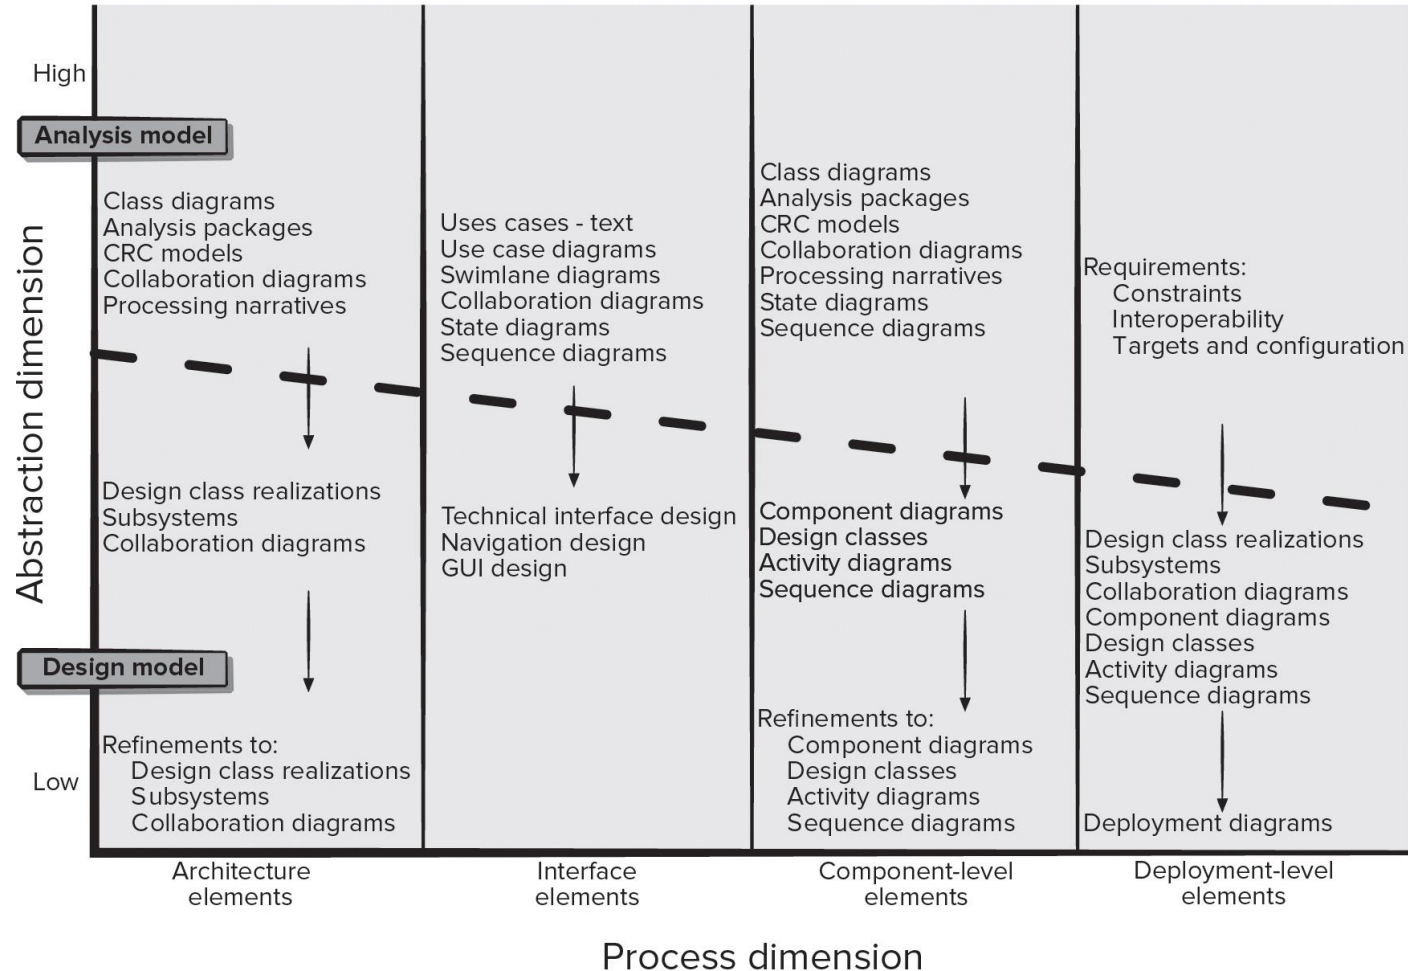 High
Analysis model
Abstraction dimension
Design model
Low
Class diagrams
Analysis packages
CRC models
Collaboration diagrams
Processing narratives
Design class realizations
Subsystems
Collaboration diagrams
Refinements to:
Design class realizations
Subsystems
Collaboration diagrams
Architecture
elements
Uses cases - text
Use case diagrams
Swimlane diagrams
Collaboration diagrams
State diagrams
Sequence diagrams
Technical interface design
Navigation design
GUI design
Interface
elements
Class diagrams
Analysis packages
CRC models
Collaboration diagrams
Processing narratives
State diagrams
Sequence diagrams
Component diagrams
Design classes
Activity diagrams
Sequence diagrams
Refinements to:
Component diagrams
Design classes
Activity diagrams
Sequence diagrams
Component-level
elements
Requirements:
Constraints
Interoperability
Targets and configuration
Design class realizations
Subsystems
Collaboration diagrams
Component diagrams
Design classes
Activity diagrams
Sequence diagrams
Deployment diagrams
Deployment-level
elements
Process dimension